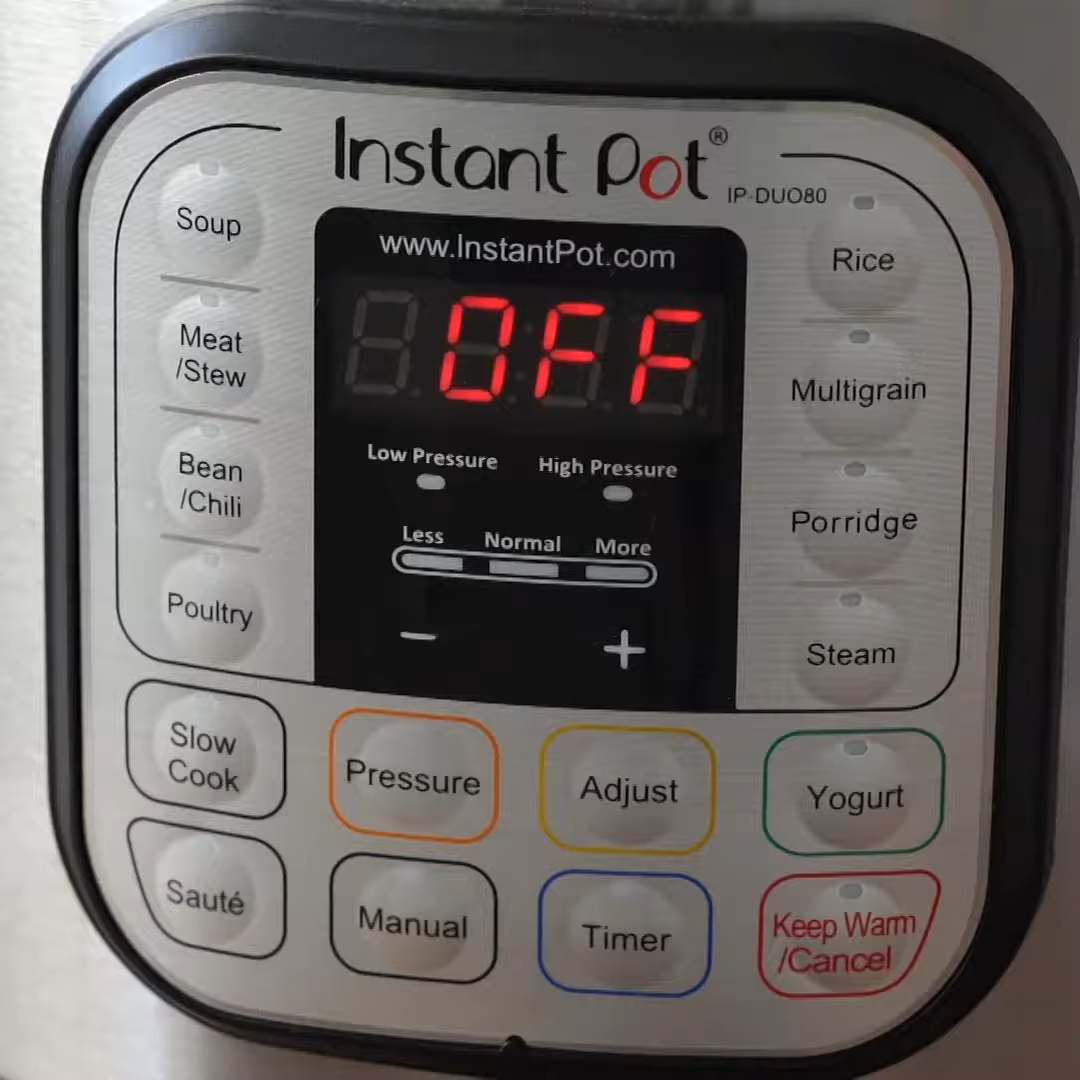 Instant Pot®
IP-DUO80
www.InstantPot.com
OFF
Low Pressure
High Pressure
Less
Normal
More
−
+
Soup
Meat
/Stew
Bean
/Chili
Poultry
Rice
Multigrain
Porridge
Steam
Slow
Cook
Pressure
Adjust
Yogurt
Sauté
Manual
Timer
Keep Warm
/Cancel